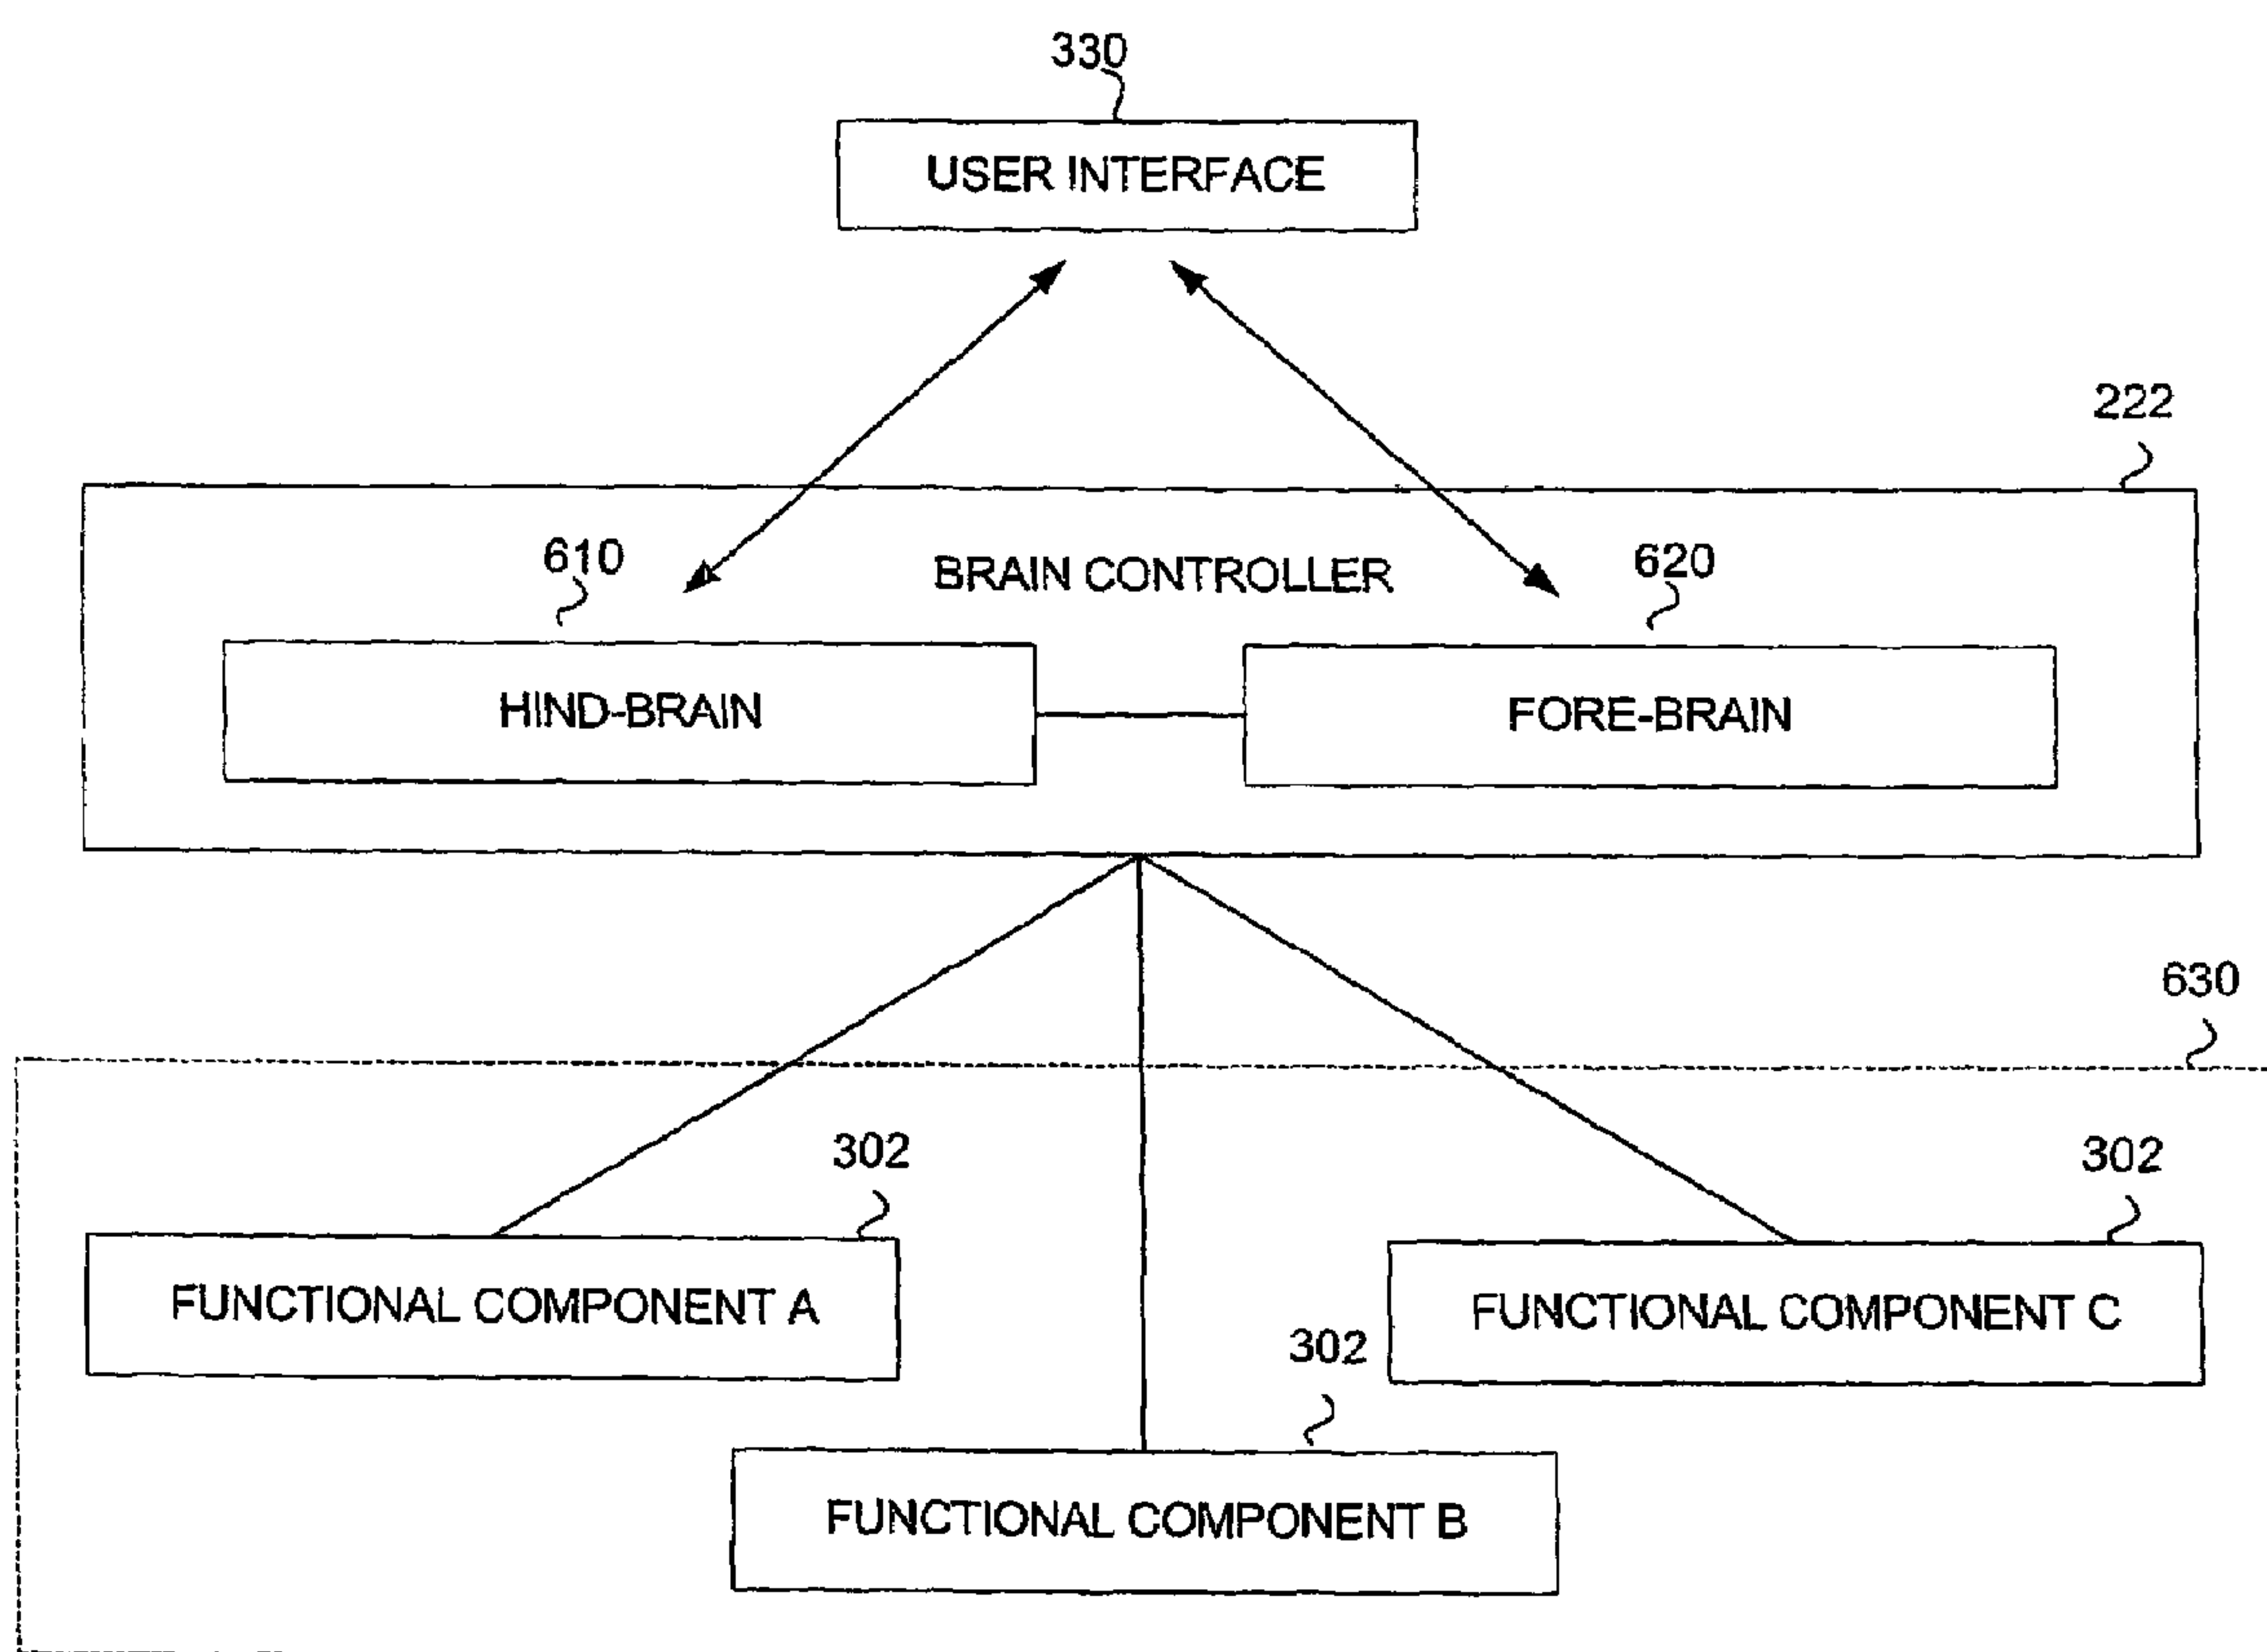 330
USER INTERFACE
222
BRAIN CONTROLLER
610
620
HIND-BRAIN
FORE-BRAIN
630
302
302
FUNCTIONAL COMPONENT A
FUNCTIONAL COMPONENT C
302
FUNCTIONAL COMPONENT B